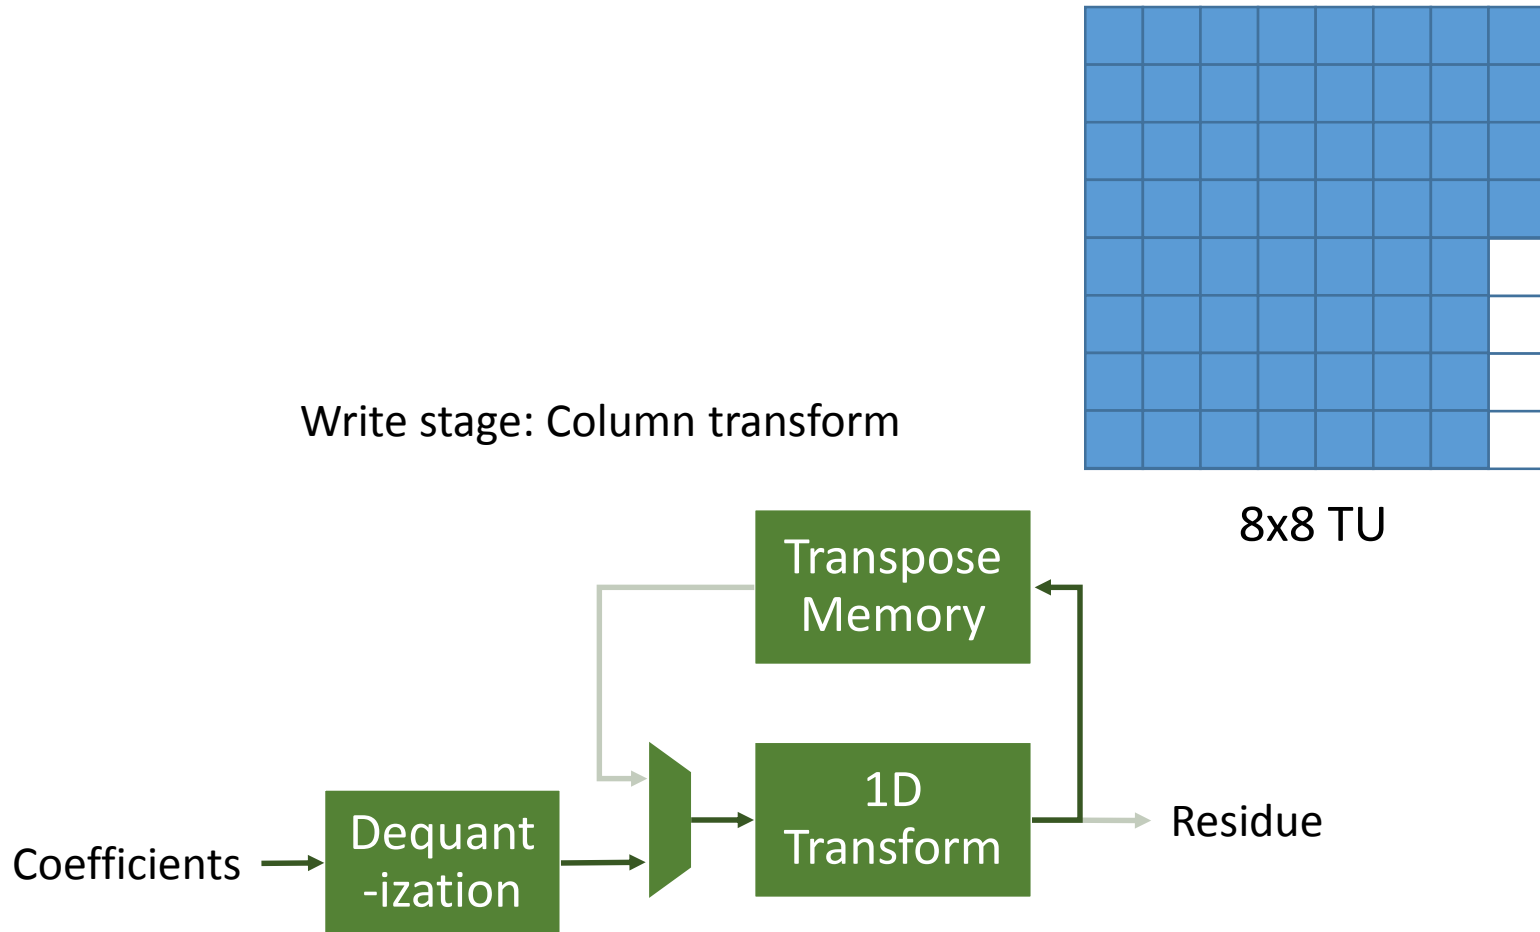 8x8 TU
Write stage: Column transform
Transpose
Memory
1D
Transform
Residue
Dequant
-ization
Coefficients